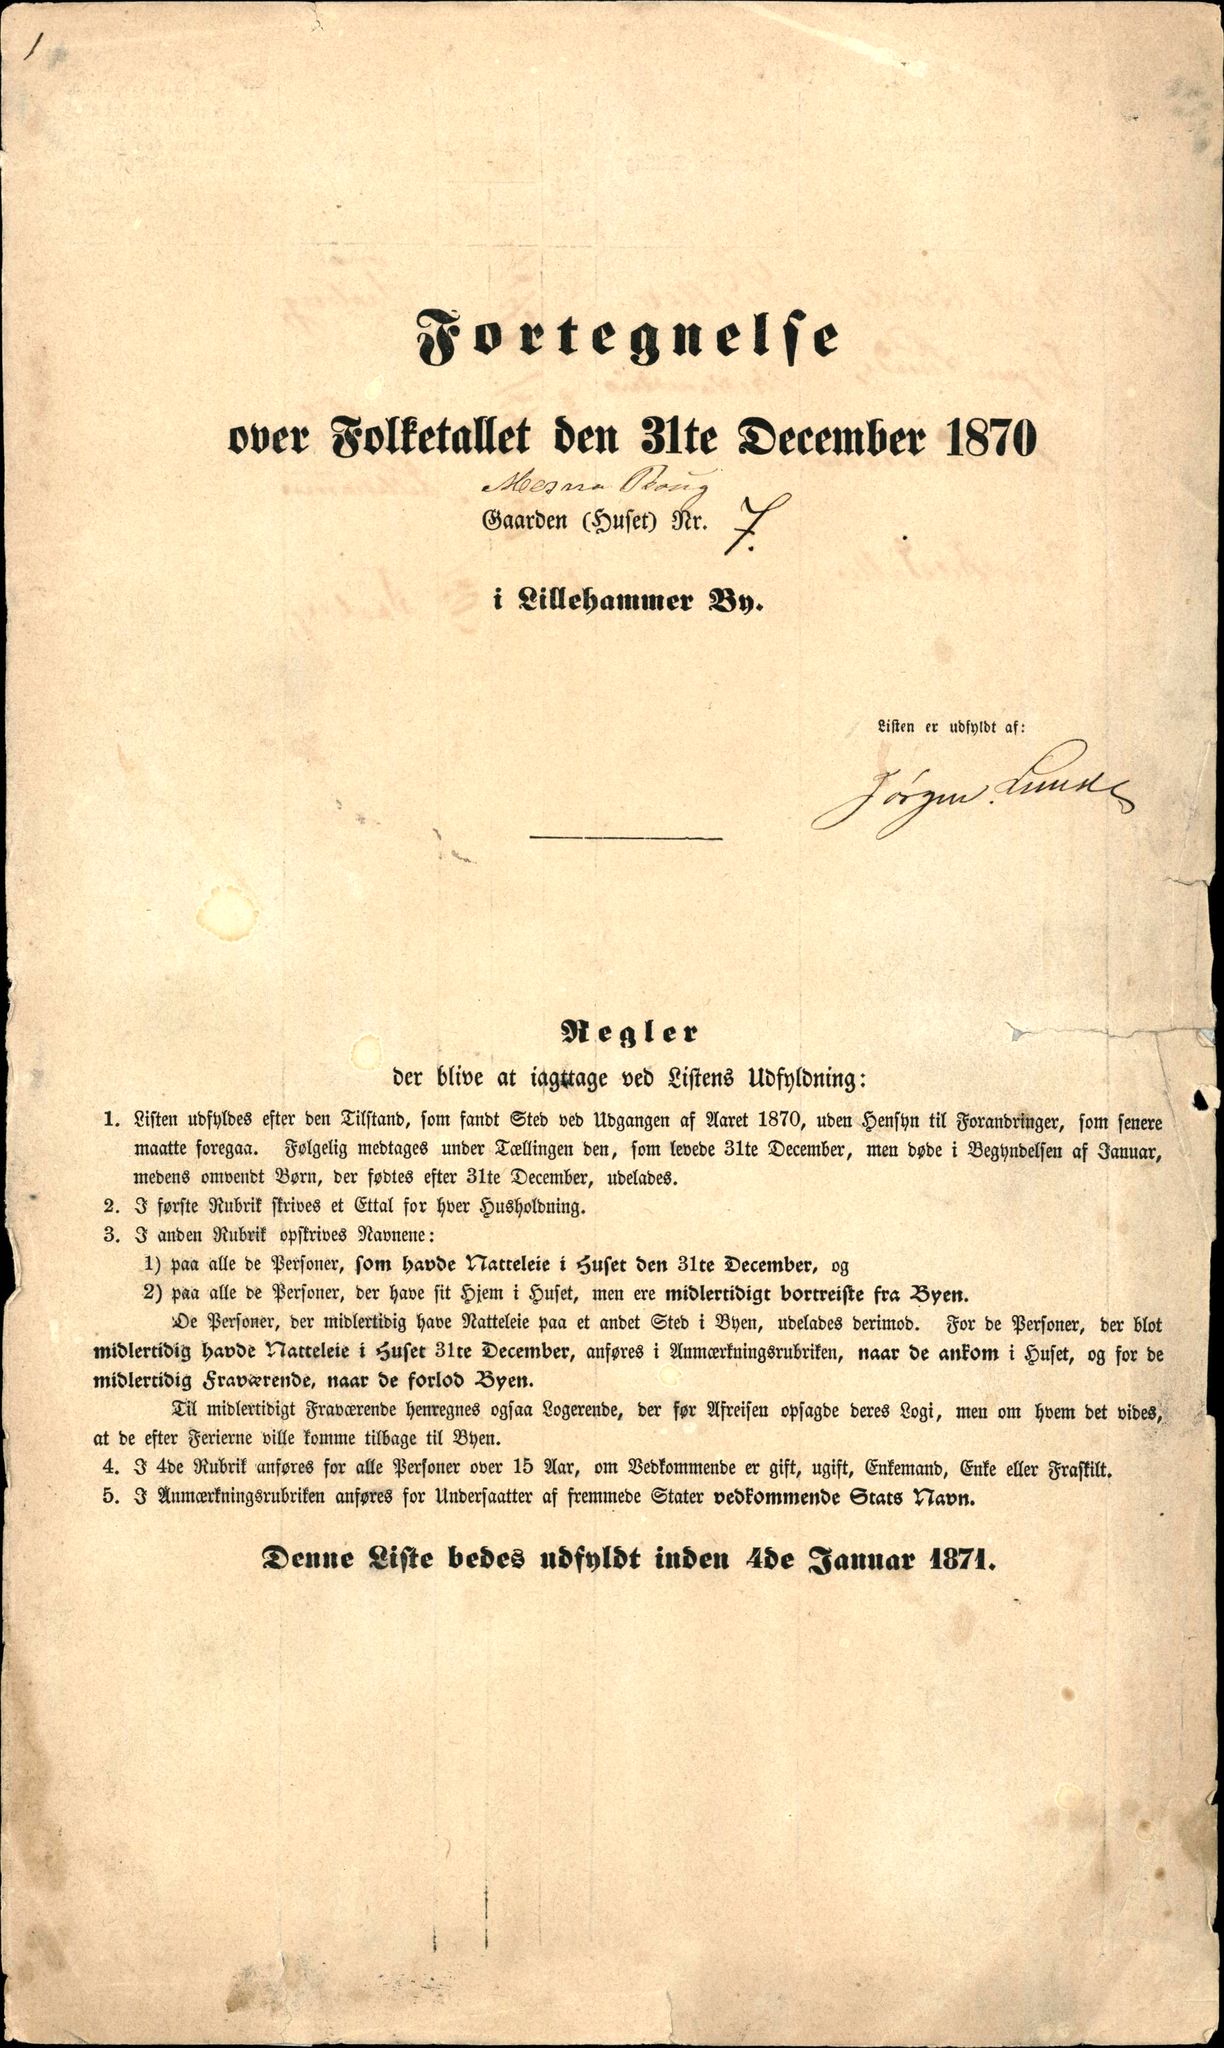 1
Fortegnelse
over Folketallet den 31te December 1870
Mesna Brug
Gaarden (Huset) Nr. 7.
i Lillehammer By.
Listen er udfyldt af:
Jörgen Lunde
Regler
der blive at iagttage ved Listens Udfyldning:
1. Listen udfyldes efter den Tilstand, som fandt Sted ved Udgangen af Aaret 1870, uden Hensyn til Forandringer, som senere
maatte foregaa. Følgelig medtages under Tællingen den, som levede 31te December, men døde i Begyndelsen af Januar,
medens omvendt Børn, der fødtes efter 31te December, udelades.
2. I første Rubrik skrives et Ettal for hver Husholdning.
3. I anden Rubrik opskrives Navnene:
1) paa alle de Personer, som havde Natteleie i Huset den 31te December, og
2) paa alle de Personer, der have sit Hjem i Huset, men ere midlertidigt bortreiste fra Byen.
De Personer, der midlertidig have Natteleie paa et andet Sted i Byen, udelades derimod. For de Personer, der blot
midlertidig havde Natteleie i Huset 31te December, anføres i Anmærkningsrubriken, naar de ankom i Huset, og for de
midlertidig Fraværende, naar de forlod Byen.
Til midlertidigt Fraværende henregnes ogsaa Logerende, der før Afreisen opsagde deres Logi, men om hvem det vides,
at de efter Ferierne ville komme tilbage til Byen.
4. I 4de Rubrik anføres for alle Personer over 15 Aar, om Vedkommende er gift, ugift, Enkemand, Enke eller Fraskilt.
5. I Anmærkningsrubriken anføres for Undersaatter af fremmede Stater vedkommende Stats Navn.
Denne Liste bedes udfyldt inden 4de Januar 1871.